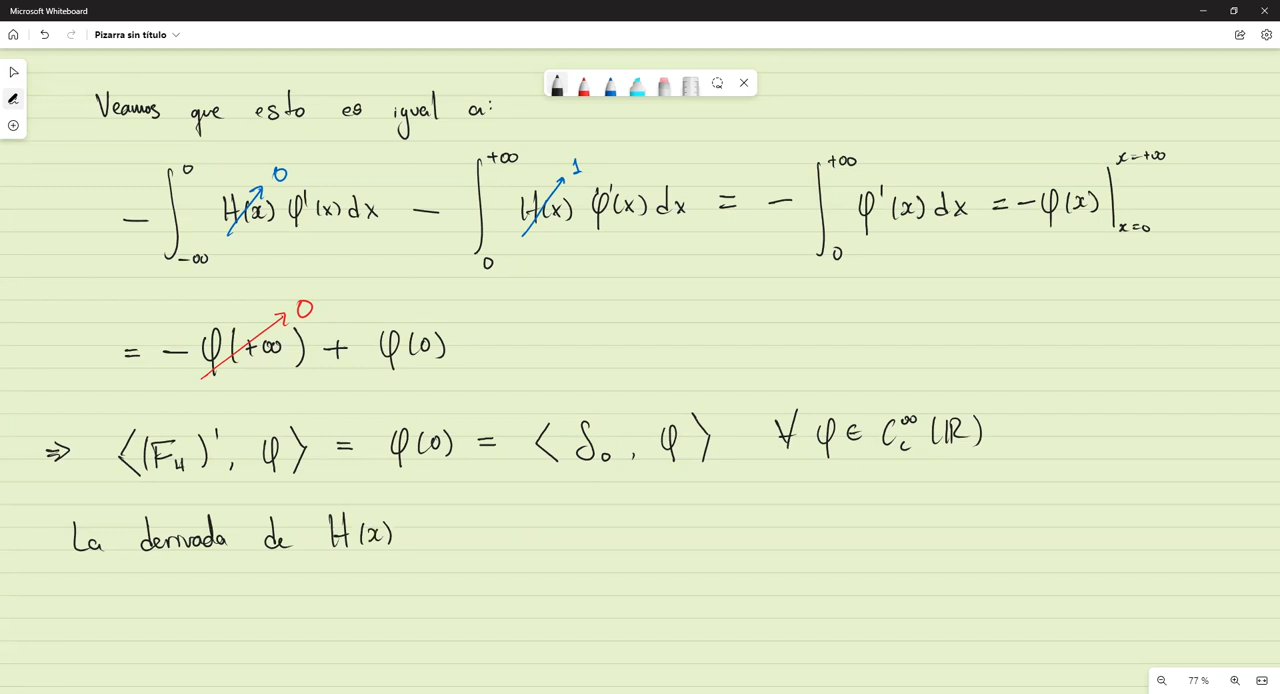 Microsoft Whiteboard
Pizarra sin título
Veamos que esto es igual a:
- ∫_{-∞}^{0} H(x) ↗0 φ'(x) dx - ∫_{0}^{+∞} H(x) ↗1 φ'(x) dx = - ∫_{0}^{+∞} φ'(x) dx = -φ(x) |_{x=0}^{x=+∞}
= - φ(+∞) ↗0 + φ(0)
⇒ ⟨(F_H)', φ⟩ = φ(0) = ⟨δ_0, φ⟩ ∀ φ ∈ C_c^∞(ℝ)
La derivada de H(x)
77 %